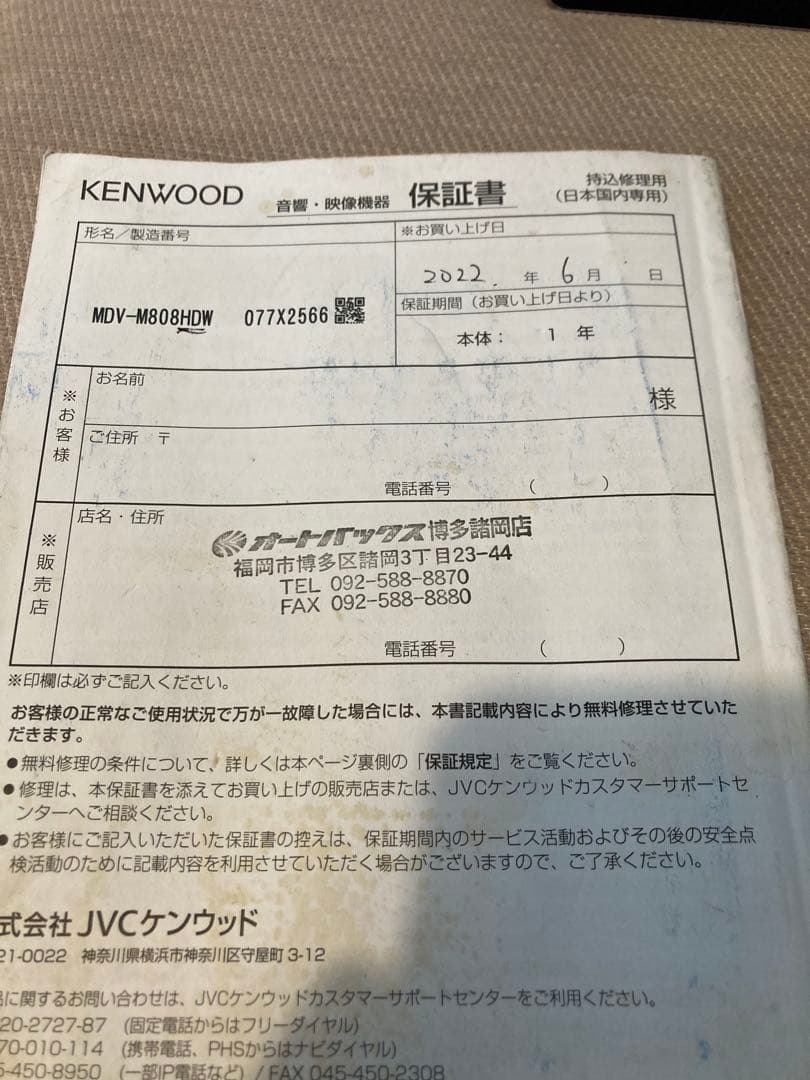 KENWOOD 音響・映像機器 保証書 持込修理用
(日本国内専用)
形名/製造番号
※お買い上げ日
2022. 年 6 月 日
MDV-M808HDW 077X2566
保証期間(お買い上げ日より)
本体: 1 年
※お客様
お名前
様
ご住所 〒
電話番号 ( )
※販売店
店名・住所
オートバックス博多諸岡店
福岡市博多区諸岡3丁目23-44
TEL 092-588-8870
FAX 092-588-8880
電話番号 ( )
※印欄は必ずご記入ください。
お客様の正常なご使用状況で万が一故障した場合には、本書記載内容により無料修理させていた
だきます。
●無料修理の条件について、詳しくは本ページ裏側の「保証規定」をご覧ください。
●修理は、本保証書を添えてお買い上げの販売店または、JVCケンウッドカスタマーサポートセ
ンターへご相談ください。
●お客様にご記入いただいた保証書の控えは、保証期間内のサービス活動およびその後の安全点
検活動のために記載内容を利用させていただく場合がございますので、ご了承ください。
式会社 JVCケンウッド
21-0022 神奈川県横浜市神奈川区守屋町 3-12
に関するお問い合わせは、JVCケンウッドカスタマーサポートセンターをご利用ください。
20-2727-87 (固定電話からはフリーダイヤル)
70-010-114 (携帯電話、PHSからはナビダイヤル)
5-450-8950 (一部IP電話など) / FAX 045-450-2308